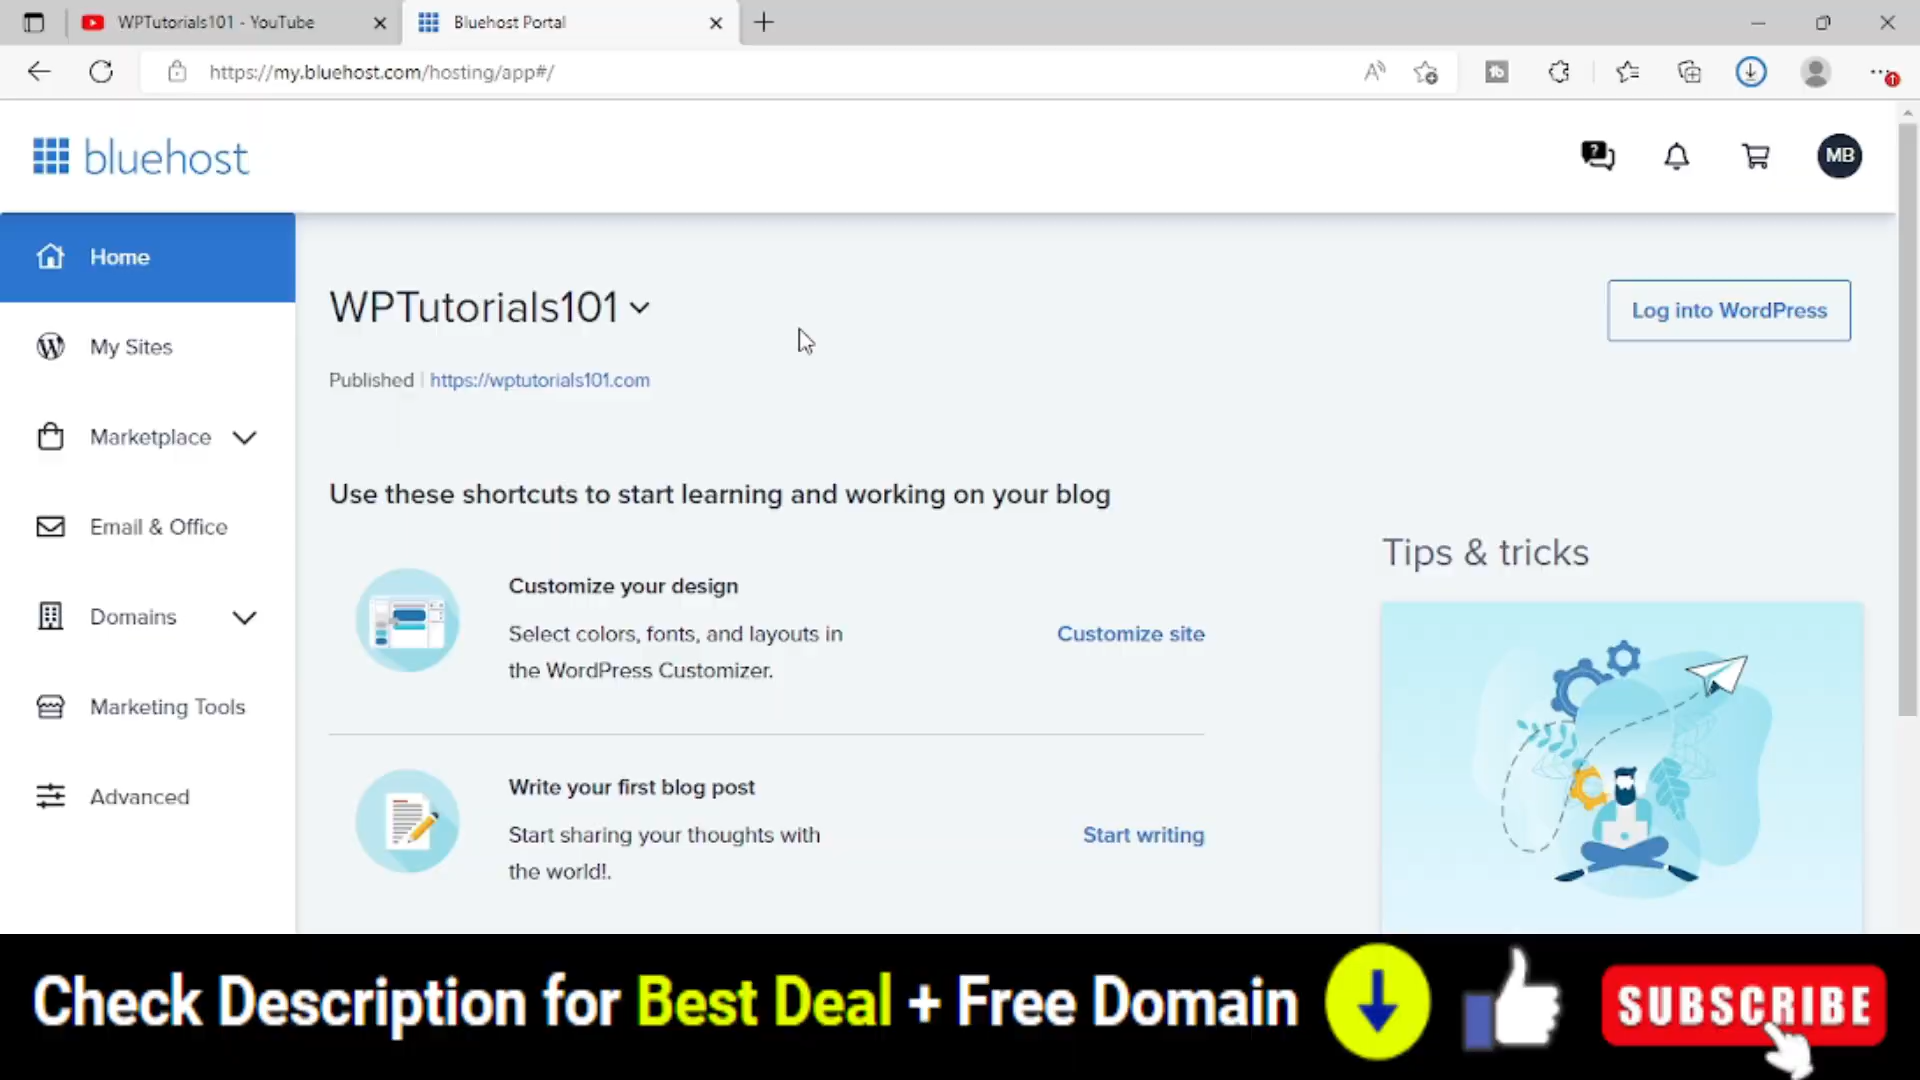 WPTutorials101 - YouTube
Bluehost Portal
https://my.bluehost.com/hosting/app#/
bluehost
MB
Home
My Sites
Marketplace
Email & Office
Domains
Marketing Tools
Advanced
WPTutorials101
Log into WordPress
Published | https://wptutorials101.com
Use these shortcuts to start learning and working on your blog
Customize your design
Select colors, fonts, and layouts in
the WordPress Customizer.
Customize site
Write your first blog post
Start sharing your thoughts with
the world!.
Start writing
Tips & tricks
Check Description for Best Deal + Free Domain
SUBSCRIBE